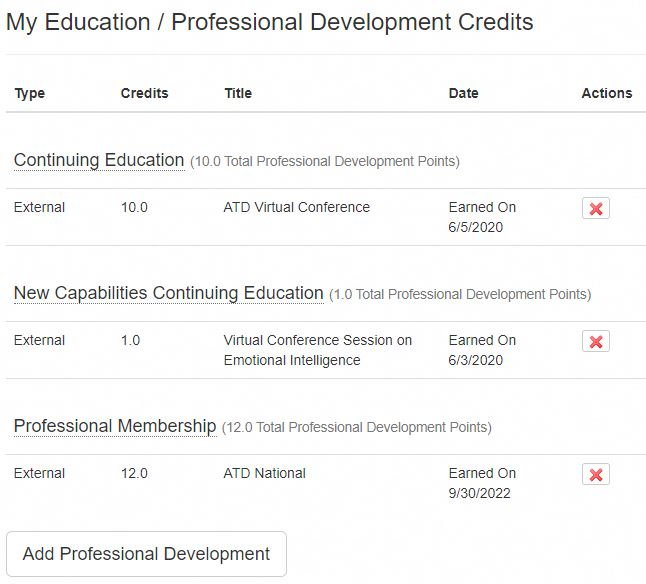 My Education / Professional Development Credits
Type Credits Title Date Actions
Continuing Education (10.0 Total Professional Development Points)
External 10.0 ATD Virtual Conference Earned On
6/5/2020
New Capabilities Continuing Education (1.0 Total Professional Development Points)
External 1.0 Virtual Conference Session on Earned On
Emotional Intelligence 6/3/2020
Professional Membership (12.0 Total Professional Development Points)
External 12.0 ATD National Earned On
9/30/2022
Add Professional Development